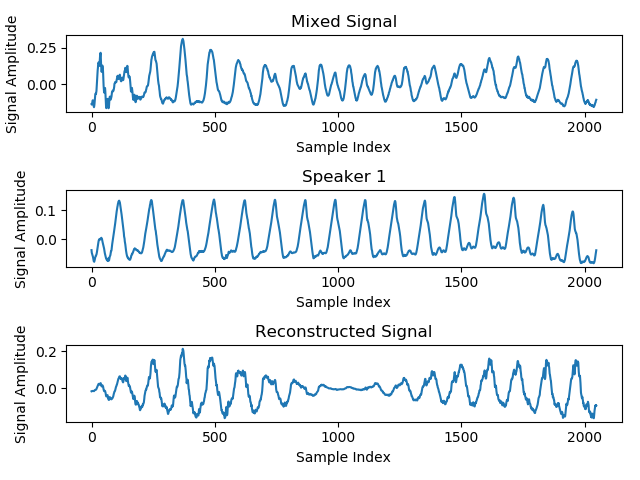 Mixed Signal
Signal Amplitude
0.25
0.00
0 500 1000 1500 2000
Sample Index
Speaker 1
Signal Amplitude
0.1
0.0
0 500 1000 1500 2000
Sample Index
Reconstructed Signal
Signal Amplitude
0.2
0.0
0 500 1000 1500 2000
Sample Index